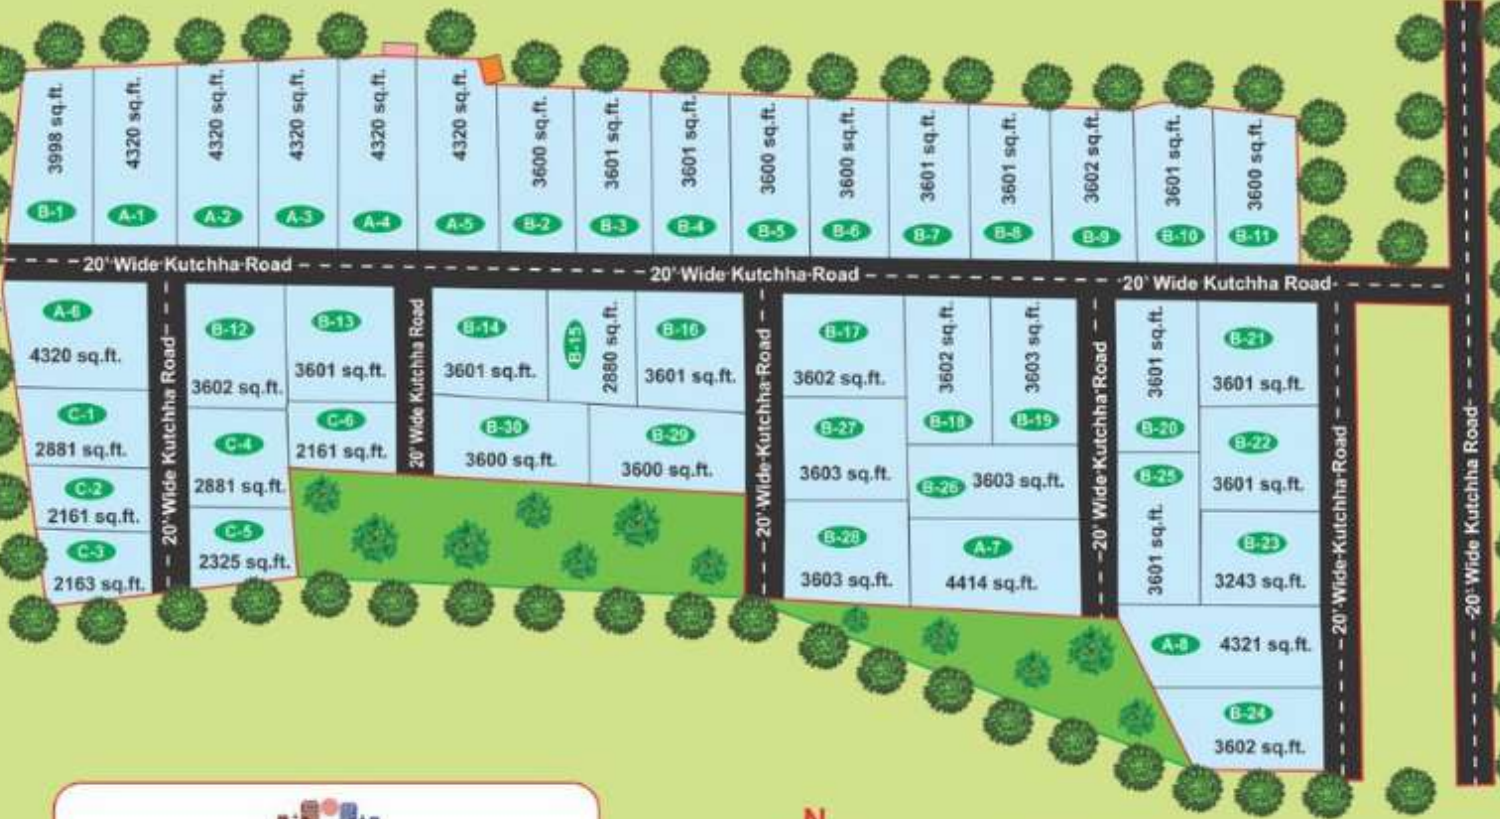 3998 sq.ft.
4320 sq.ft.
4320 sq.ft.
4320 sq.ft.
4320 sq.ft.
4320 sq.ft.
3600 sq.ft.
3601 sq.ft.
3601 sq.ft.
3600 sq.ft.
3600 sq.ft.
3601 sq.ft.
3601 sq.ft.
3602 sq.ft.
3601 sq.ft.
3600 sq.ft.
B-1
A-1
A-2
A-3
A-4
A-5
B-2
B-3
B-4
B-5
B-6
B-7
B-8
B-9
B-10
B-11
20' Wide Kutchha Road
20' Wide Kutchha Road
20' Wide Kutchha Road
A-6
4320 sq.ft.
C-1
2881 sq.ft.
C-2
2161 sq.ft.
C-3
2163 sq.ft.
20' Wide Kutchha Road
B-12
3602 sq.ft.
C-4
2881 sq.ft.
C-5
2325 sq.ft.
B-13
3601 sq.ft.
C-6
2161 sq.ft.
20' Wide Kutchha Road
B-14
3601 sq.ft.
B-15
2880 sq.ft.
B-16
3601 sq.ft.
B-30
3600 sq.ft.
B-29
3600 sq.ft.
20' Wide Kutchha Road
B-17
3602 sq.ft.
B-27
3603 sq.ft.
B-28
3603 sq.ft.
3602 sq.ft.
B-18
3603 sq.ft.
B-19
B-26 3603 sq.ft.
A-7
4414 sq.ft.
20' Wide Kutchha Road
3601 sq.ft.
B-20
B-25
3601 sq.ft.
B-21
3601 sq.ft.
B-22
3601 sq.ft.
B-23
3243 sq.ft.
A-8 4321 sq.ft.
B-24
3602 sq.ft.
20' Wide Kutchha Road
20' Wide Kutchha Road
N